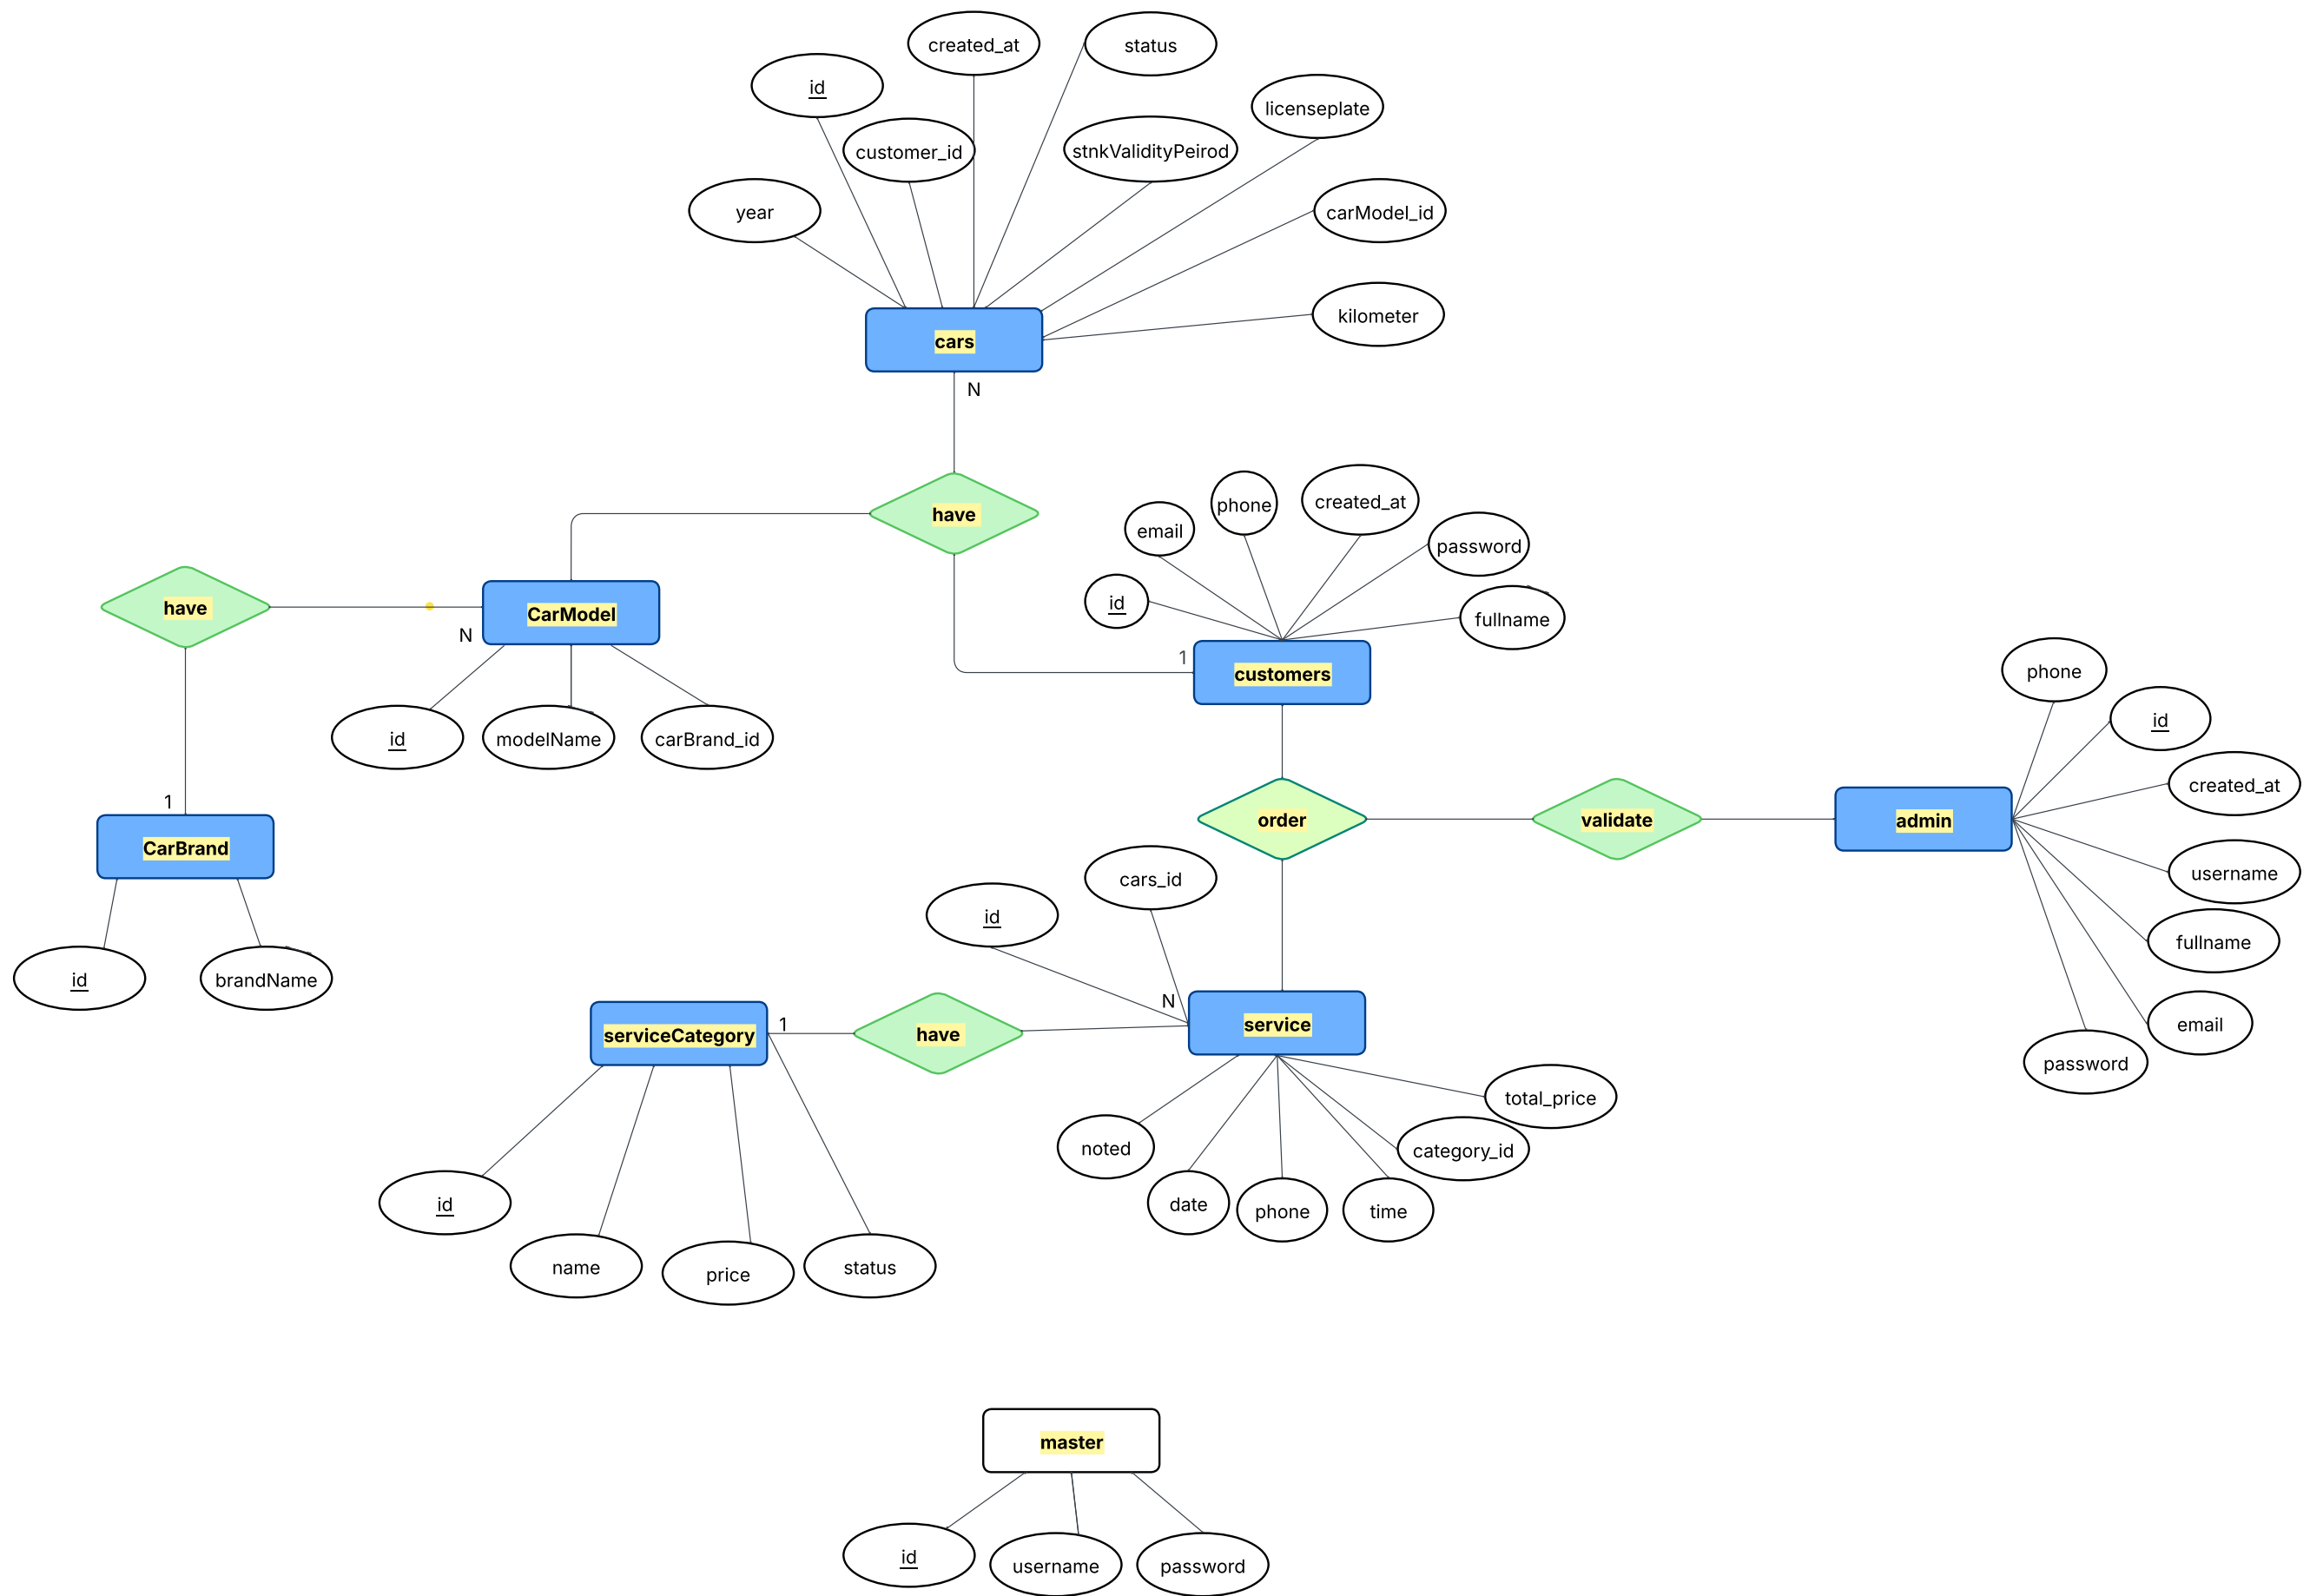 created_at
status
id
licenseplate
customer_id
stnkValidityPeirod
year
carModel_id
kilometer
cars
N
have
phone
created_at
email
password
id
fullname
have
CarModel
N
1
customers
phone
id
modelName
carBrand_id
id
created_at
1
CarBrand
order
validate
admin
cars_id
username
id
fullname
id
brandName
N
1
serviceCategory
have
service
email
password
total_price
noted
category_id
id
date
phone
time
name
price
status
master
id
username
password